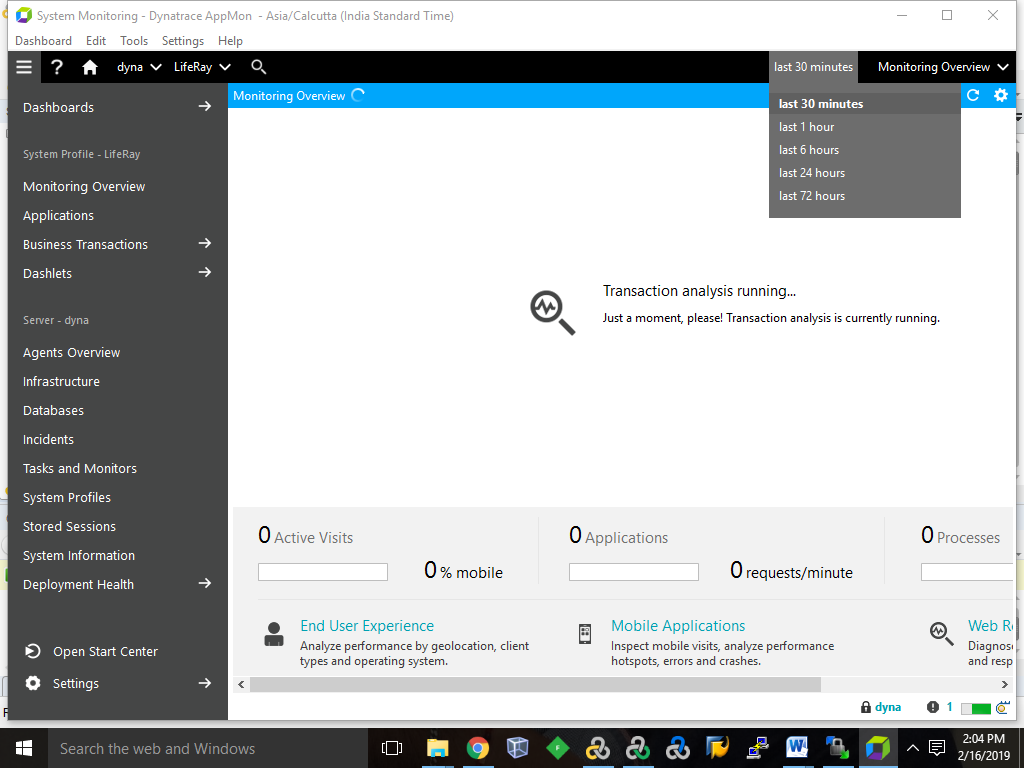 System Monitoring - Dynatrace AppMon - Asia/Calcutta (India Standard Time)
Dashboard Edit Tools Settings Help
? dyna LifeRay last 30 minutes Monitoring Overview
Monitoring Overview
last 30 minutes
last 1 hour
last 6 hours
last 24 hours
last 72 hours
Dashboards
System Profile - LifeRay
Monitoring Overview
Applications
Business Transactions
Dashlets
Server - dyna
Agents Overview
Infrastructure
Databases
Incidents
Tasks and Monitors
System Profiles
Stored Sessions
System Information
Deployment Health
Open Start Center
Settings
Transaction analysis running...
Just a moment, please! Transaction analysis is currently running.
0 Active Visits
0 % mobile
0 Applications
0 requests/minute
0 Processes
End User Experience
Analyze performance by geolocation, client
types and operating system.
Mobile Applications
Inspect mobile visits, analyze performance
hotspots, errors and crashes.
Web
and
dyna 1
Search the web and Windows
2:04 PM
2/16/2019